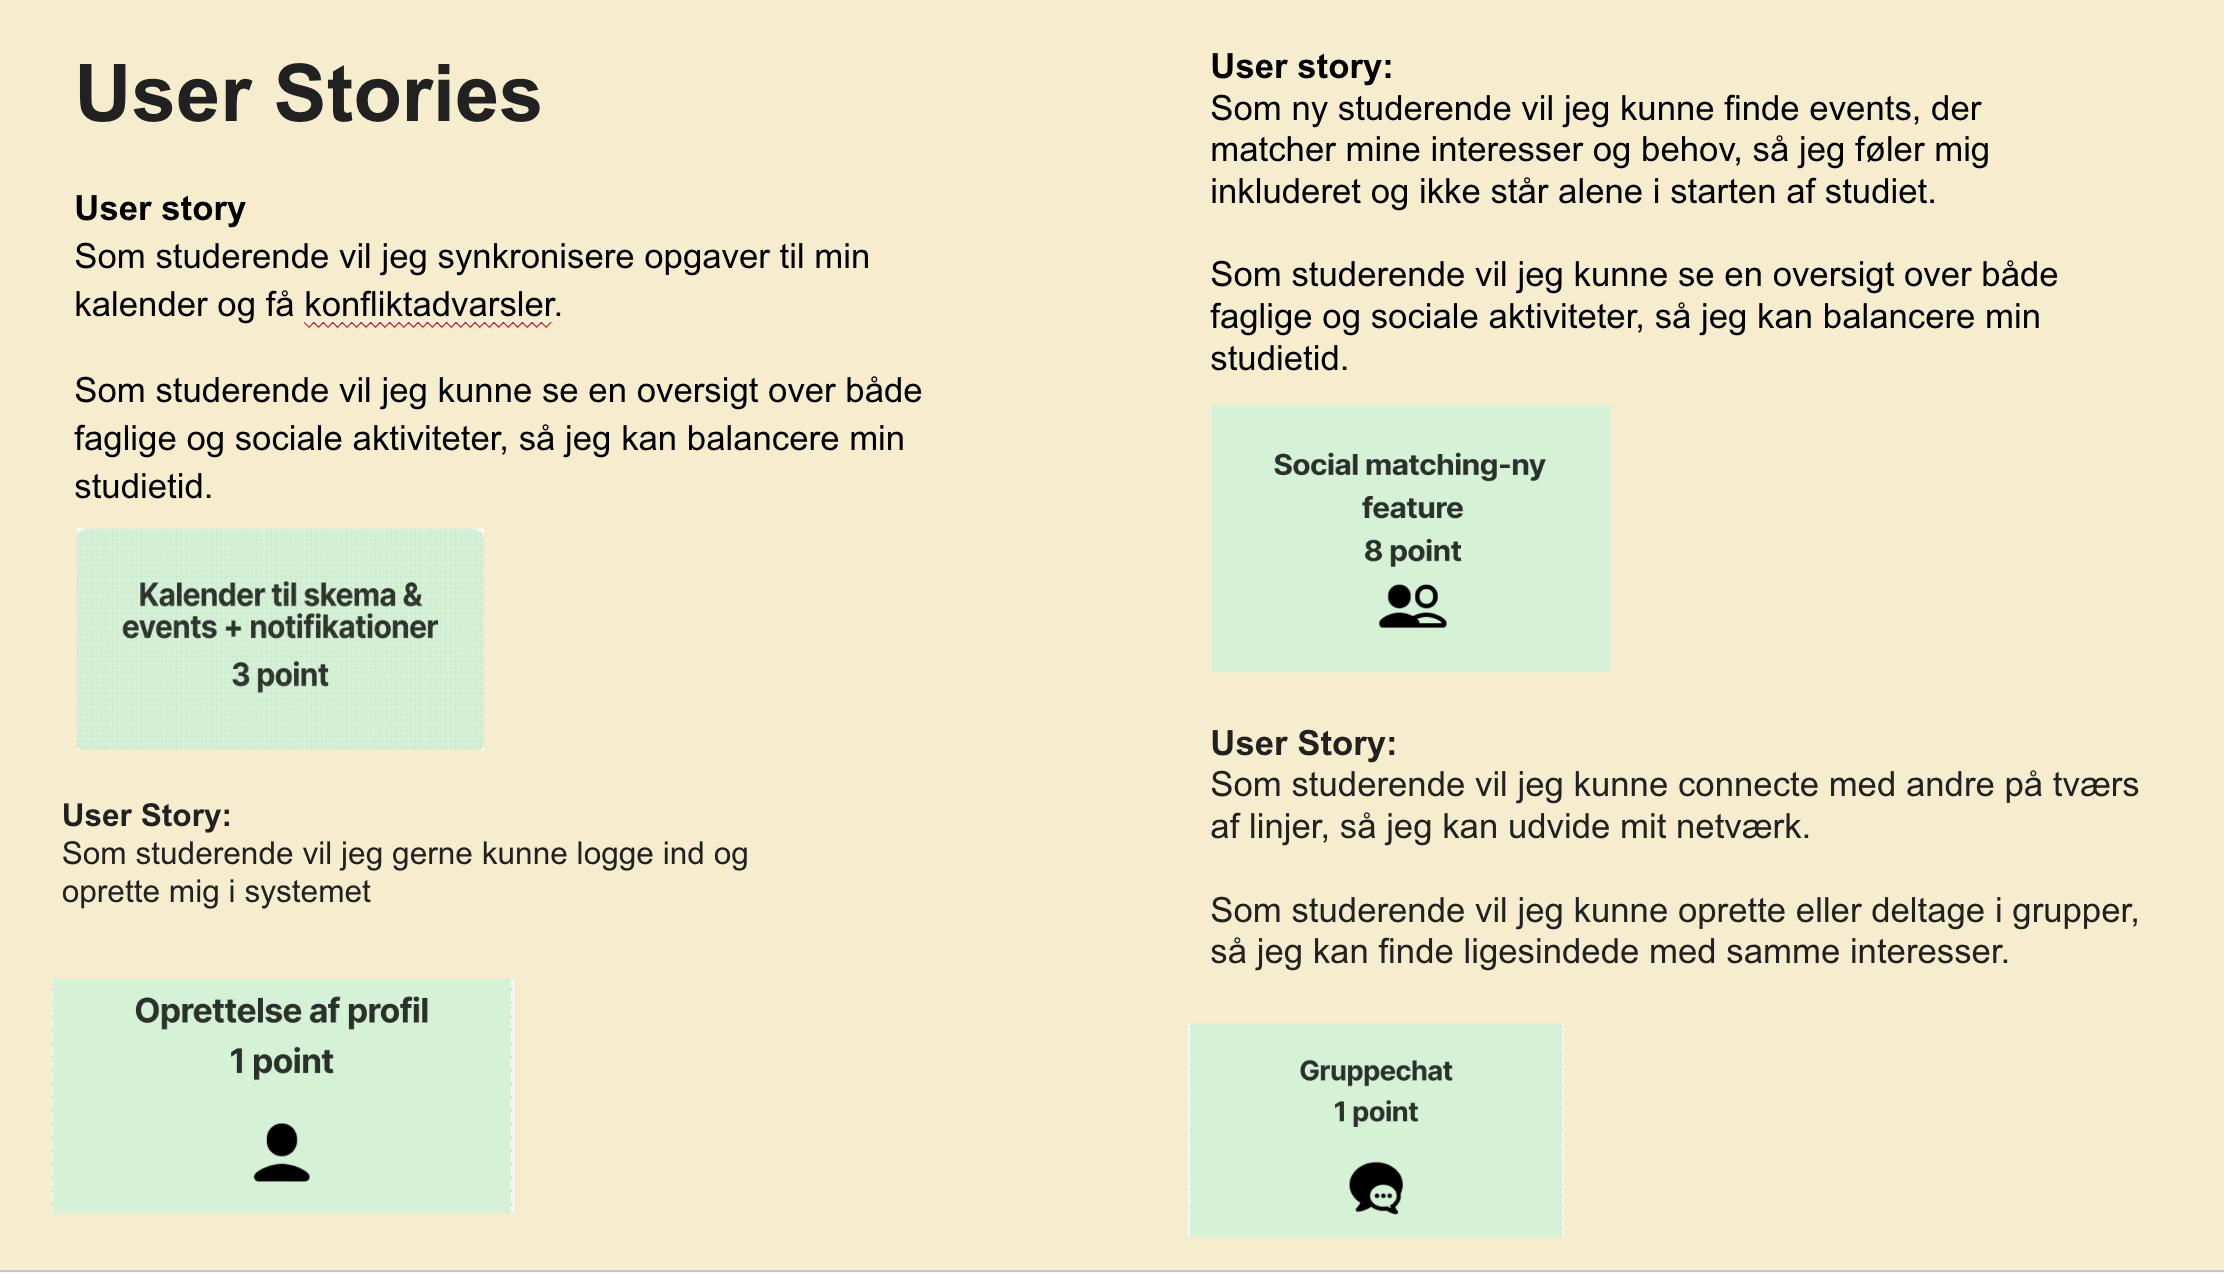 User Stories
User story
Som studerende vil jeg synkronisere opgaver til min
kalender og få konfliktadvarsler.
Som studerende vil jeg kunne se en oversigt over både
faglige og sociale aktiviteter, så jeg kan balancere min
studietid.
Kalender til skema &
events + notifikationer
3 point
User Story:
Som studerende vil jeg gerne kunne logge ind og
oprette mig i systemet
Oprettelse af profil
1 point
User story:
Som ny studerende vil jeg kunne finde events, der
matcher mine interesser og behov, så jeg føler mig
inkluderet og ikke står alene i starten af studiet.
Som studerende vil jeg kunne se en oversigt over både
faglige og sociale aktiviteter, så jeg kan balancere min
studietid.
Social matching-ny
feature
8 point
User Story:
Som studerende vil jeg kunne connecte med andre på tværs
af linjer, så jeg kan udvide mit netværk.
Som studerende vil jeg kunne oprette eller deltage i grupper,
så jeg kan finde ligesindede med samme interesser.
Gruppechat
1 point